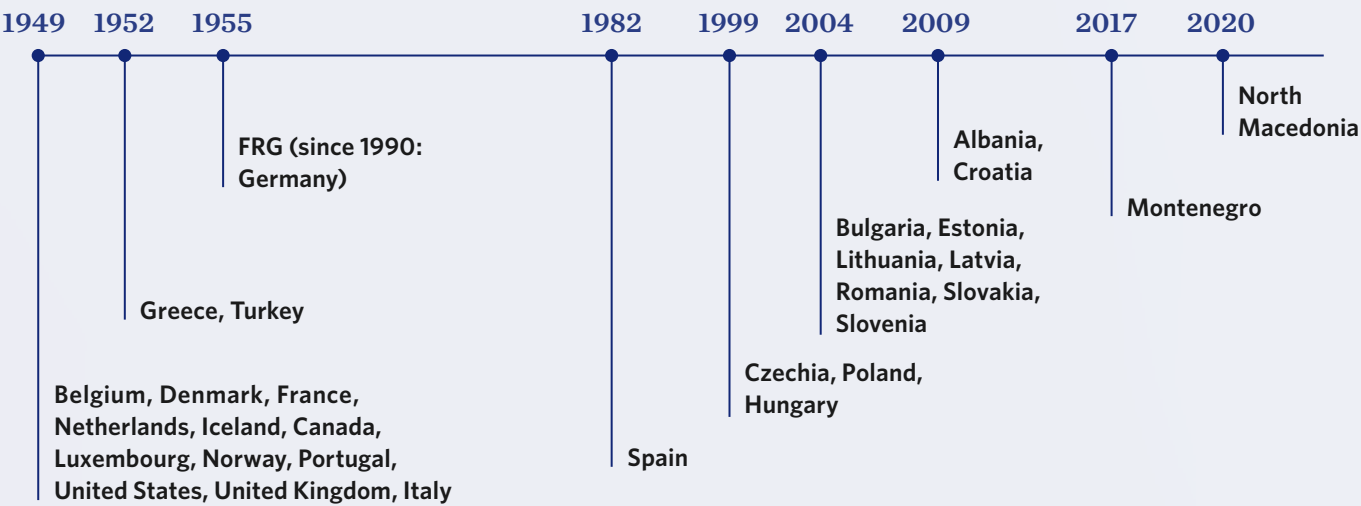 1949 1952 1955 1982 1999 2004 2009 2017 2020
Belgium, Denmark, France,
Netherlands, Iceland, Canada,
Luxembourg, Norway, Portugal,
United States, United Kingdom, Italy
Greece, Turkey
FRG (since 1990:
Germany)
Spain
Czechia, Poland,
Hungary
Bulgaria, Estonia,
Lithuania, Latvia,
Romania, Slovakia,
Slovenia
Albania,
Croatia
Montenegro
North
Macedonia